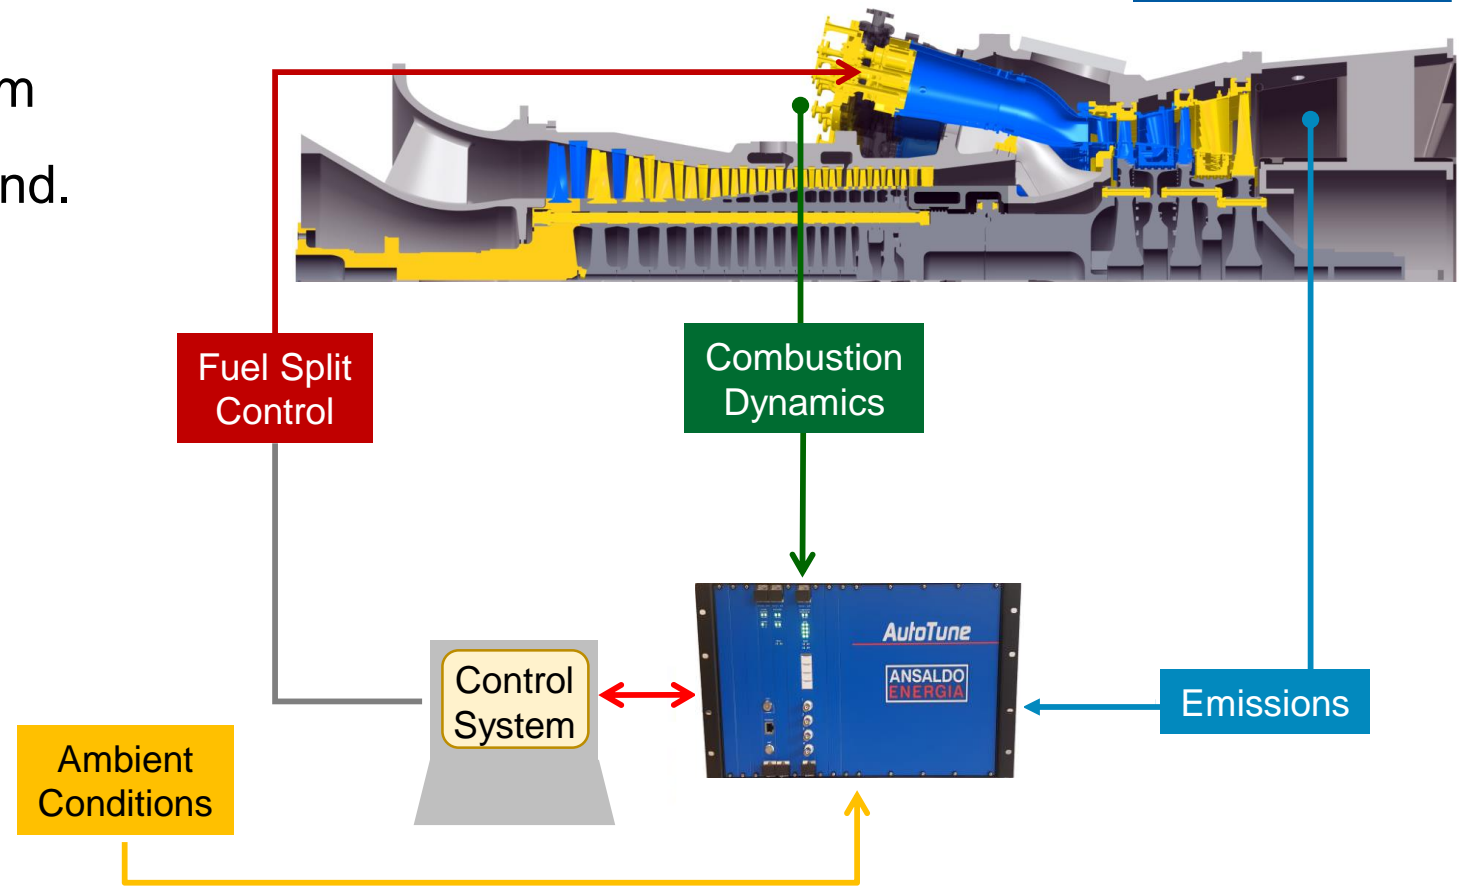 m
nd.
Fuel Split
Control
Combustion
Dynamics
AutoTune
ANSALDO
ENERGIA
Control
System
Emissions
Ambient
Conditions